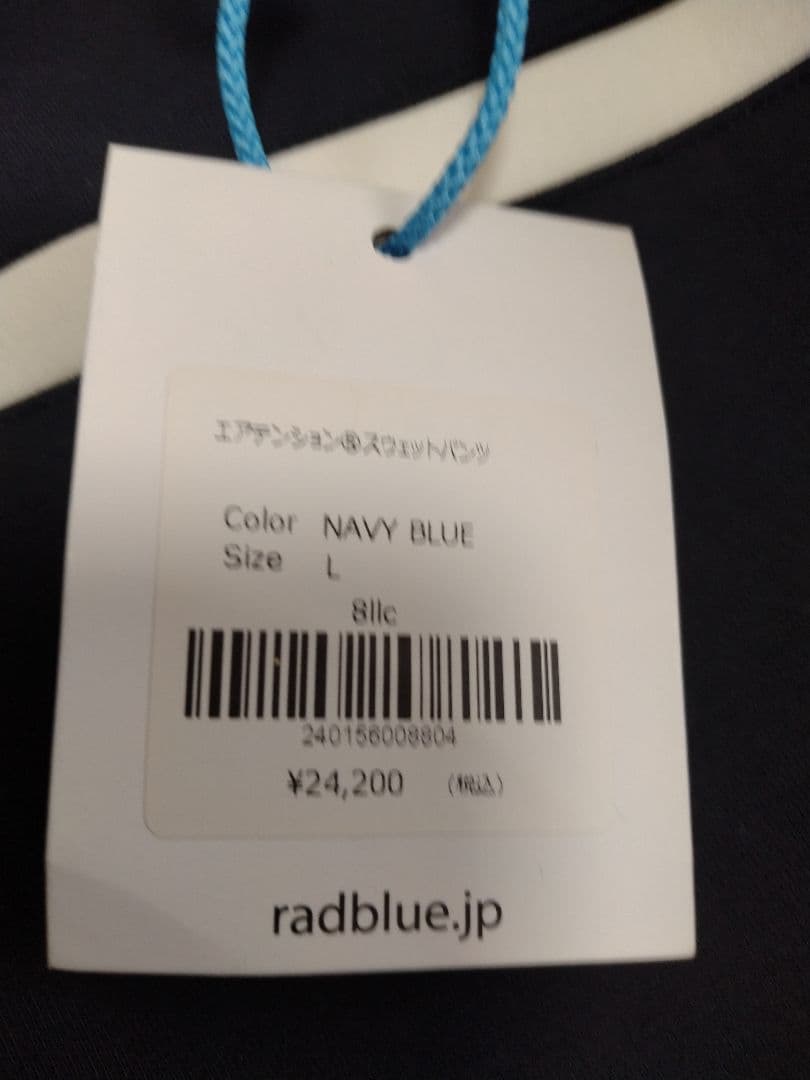 エアテンション®スウェットパンツ
Color NAVY BLUE
Size L
8llc
240156008804
¥24,200 (税込)
radblue.jp